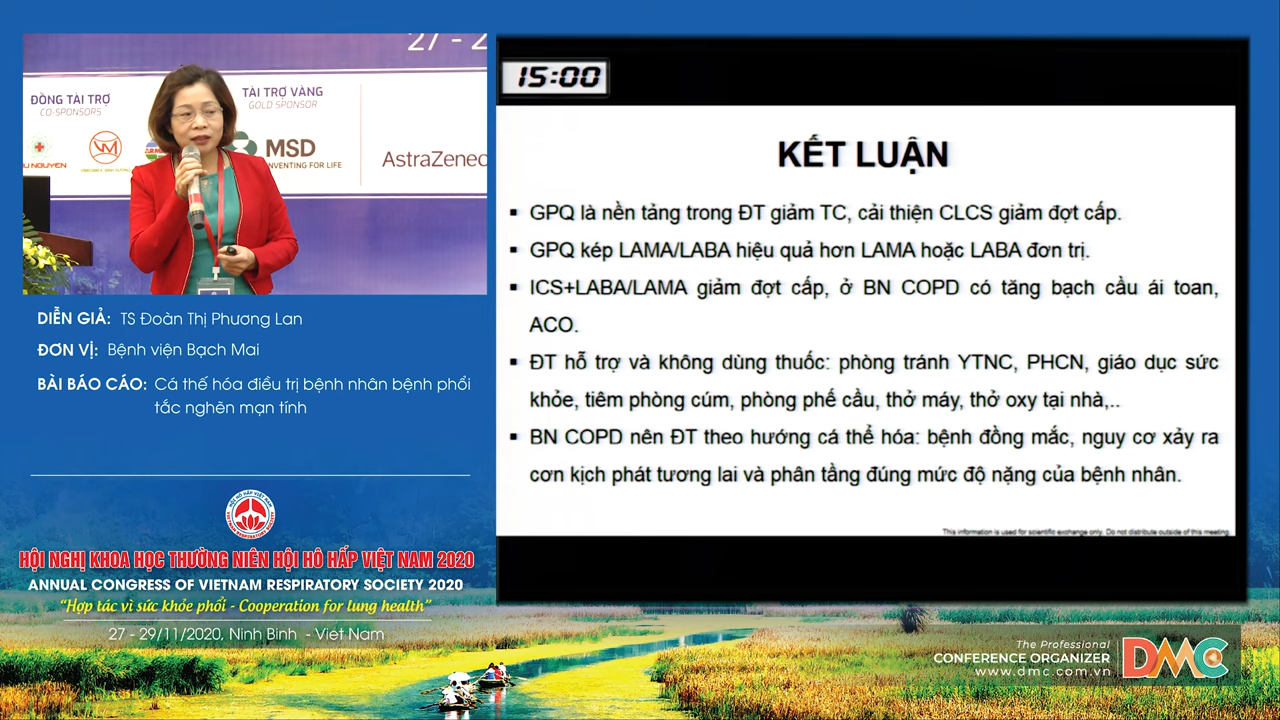 27 - 2
ĐỒNG TÀI TRỢ
CO-SPONSORS
TÀI TRỢ VÀNG
GOLD SPONSOR
MSD
INVENTING FOR LIFE
AstraZenec
DIỄN GIẢ: TS Đoàn Thị Phương Lan
ĐƠN VỊ: Bệnh viện Bạch Mai
BÀI BÁO CÁO: Cá thế hóa điều trị bệnh nhân bệnh phổi
tắc nghẽn mạn tính
HỘI HÔ HẤP VIỆT NAM
VIETNAM RESPIRATORY SOCIETY
HỘI NGHỊ KHOA HỌC THƯỜNG NIÊN HỘI HÔ HẤP VIỆT NAM 2020
ANNUAL CONGRESS OF VIETNAM RESPIRATORY SOCIETY 2020
“Hợp tác vì sức khỏe phổi - Cooperation for lung health”
27 - 29/11/2020, Ninh Binh - Viet Nam
15:00
KẾT LUẬN
▪ GPQ là nền tảng trong ĐT giảm TC, cải thiện CLCS giảm đợt cấp.
▪ GPQ kép LAMA/LABA hiệu quả hơn LAMA hoặc LABA đơn trị.
▪ ICS+LABA/LAMA giảm đợt cấp, ở BN COPD có tăng bạch cầu ái toan,
ACO.
▪ ĐT hỗ trợ và không dùng thuốc: phòng tránh YTNC, PHCN, giáo dục sức
khỏe, tiêm phòng cúm, phòng phế cầu, thở máy, thở oxy tại nhà,..
▪ BN COPD nên ĐT theo hướng cá thể hóa: bệnh đồng mắc, nguy cơ xảy ra
cơn kịch phát tương lai và phân tầng đúng mức độ nặng của bệnh nhân.
This information is used for scientific exchange only. Do not distribute outside of this meeting.
The Professional
CONFERENCE ORGANIZER
www.dmc.com.vn
DMC